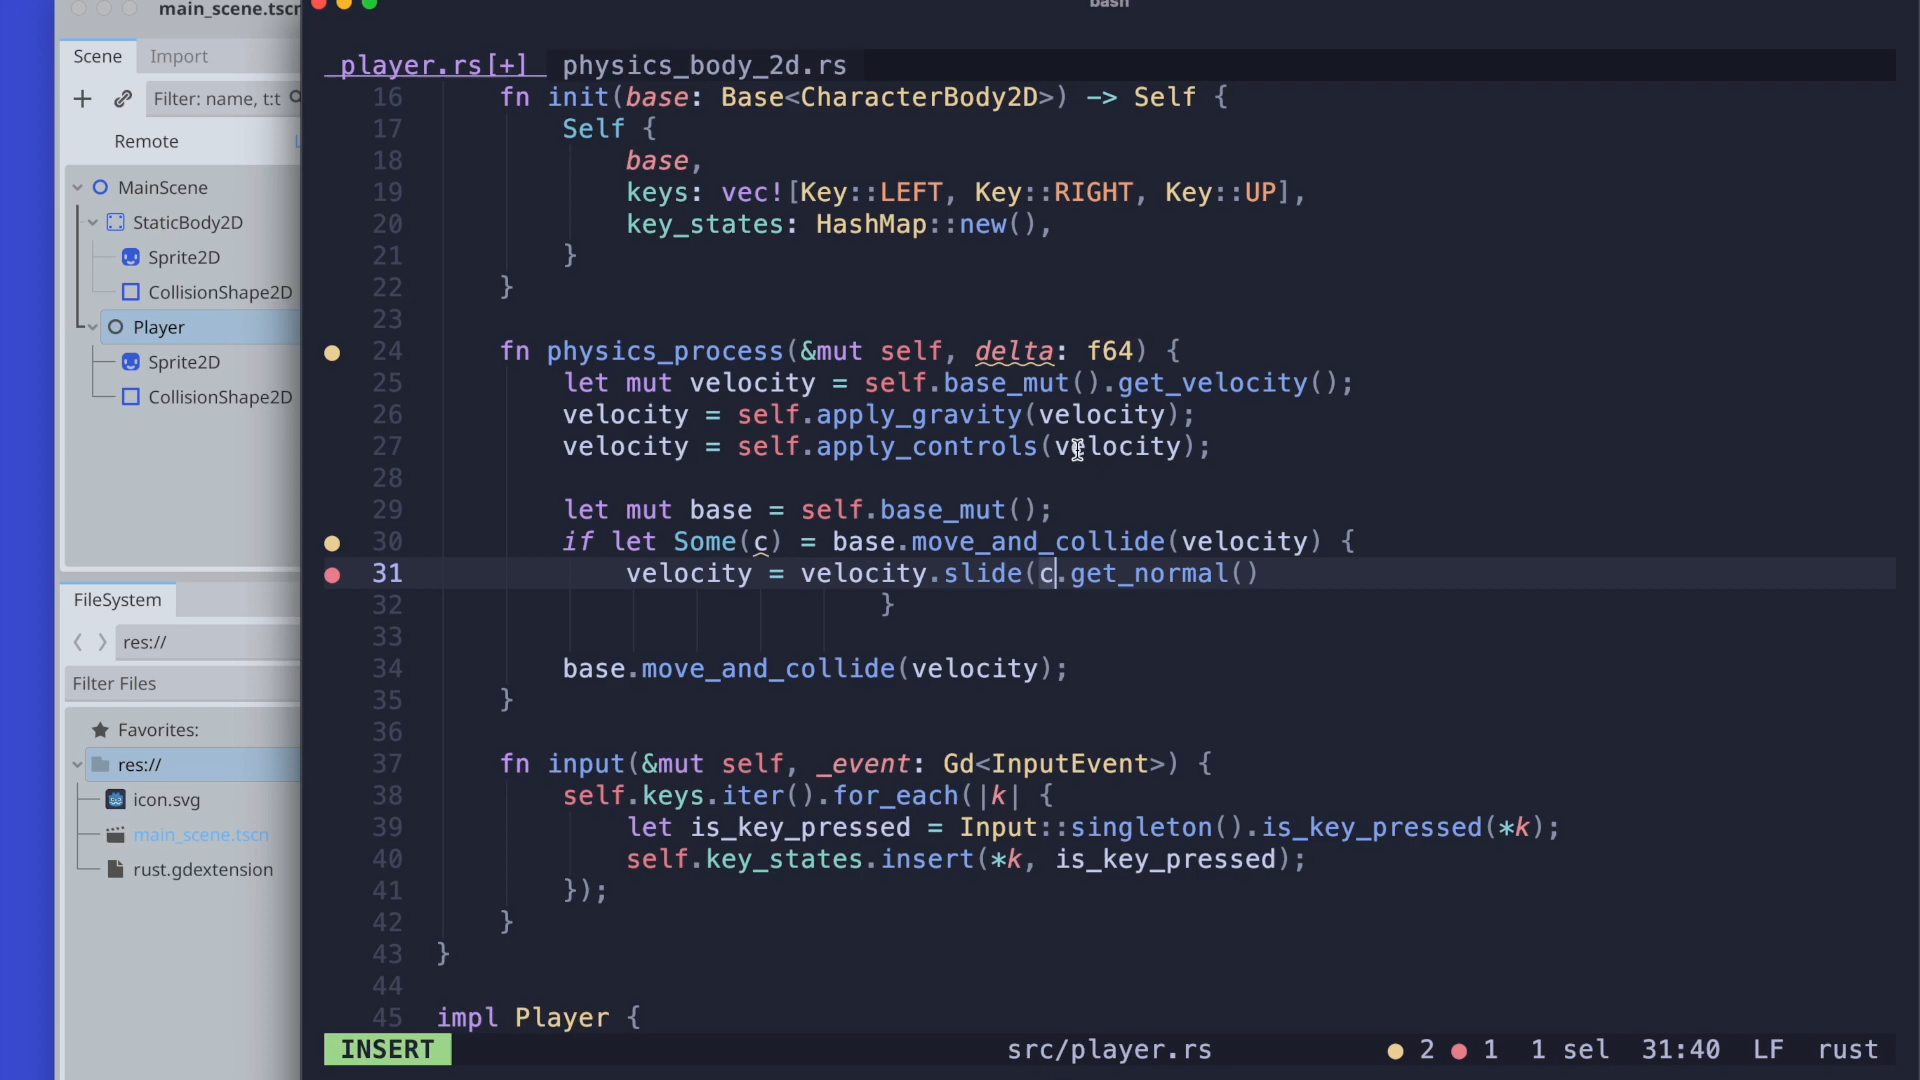 main_scene.tscn
Scene
Import
Filter: name, t:t
Remote
MainScene
StaticBody2D
Sprite2D
CollisionShape2D
Player
Sprite2D
CollisionShape2D
FileSystem
res://
Filter Files
Favorites:
res://
icon.svg
main_scene.tscn
rust.gdextension
bash
player.rs[+] physics_body_2d.rs
16 fn init(base: Base<CharacterBody2D>) -> Self {
17 Self {
18 base,
19 keys: vec![Key::LEFT, Key::RIGHT, Key::UP],
20 key_states: HashMap::new(),
21 }
22 }
23
24 fn physics_process(&mut self, delta: f64) {
25 let mut velocity = self.base_mut().get_velocity();
26 velocity = self.apply_gravity(velocity);
27 velocity = self.apply_controls(velocity);
28
29 let mut base = self.base_mut();
30 if let Some(c) = base.move_and_collide(velocity) {
31 velocity = velocity.slide(c.get_normal()
32 }
33
34 base.move_and_collide(velocity);
35 }
36
37 fn input(&mut self, _event: Gd<InputEvent>) {
38 self.keys.iter().for_each(|k| {
39 let is_key_pressed = Input::singleton().is_key_pressed(*k);
40 self.key_states.insert(*k, is_key_pressed);
41 });
42 }
43 }
44
45 impl Player {
INSERT src/player.rs 2 1 1 sel 31:40 LF rust